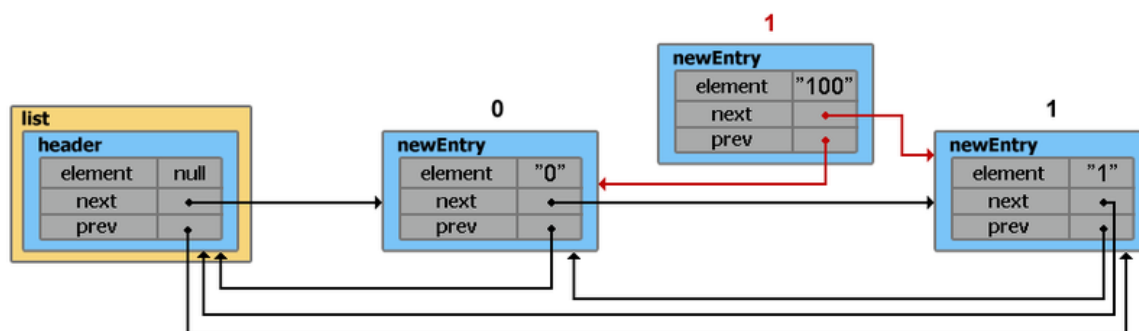 1
newEntry
element "100"
next
prev
list
header
element null
next
prev
0
newEntry
element "0"
next
prev
1
newEntry
element "1"
next
prev